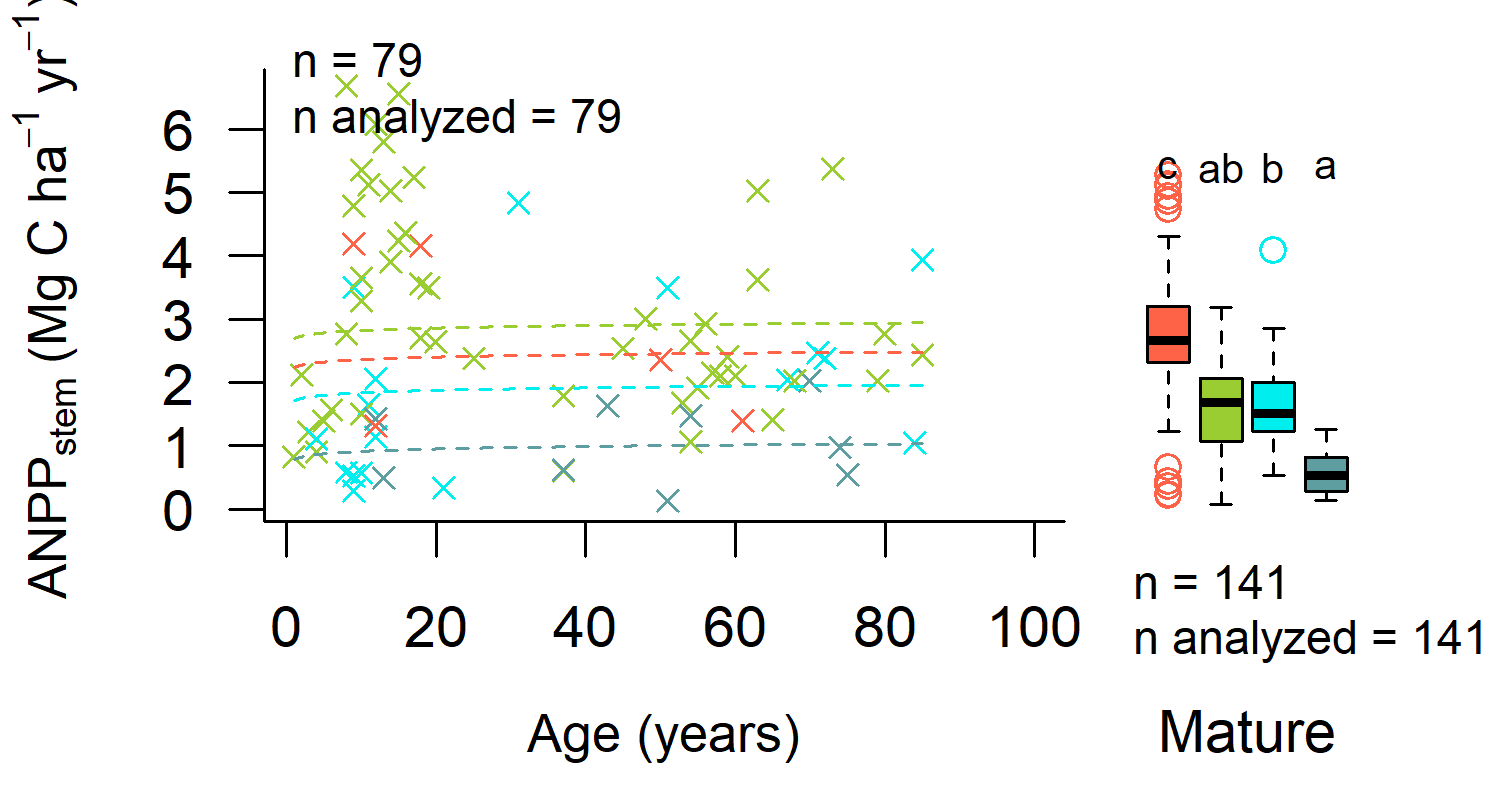 ANPPstem (Mg C ha−1 yr−1)
n = 79
n analyzed = 79
6
5
4
3
2
1
0
0 20 40 60 80 100
Age (years)
c ab b a
n = 141
n analyzed = 141
Mature